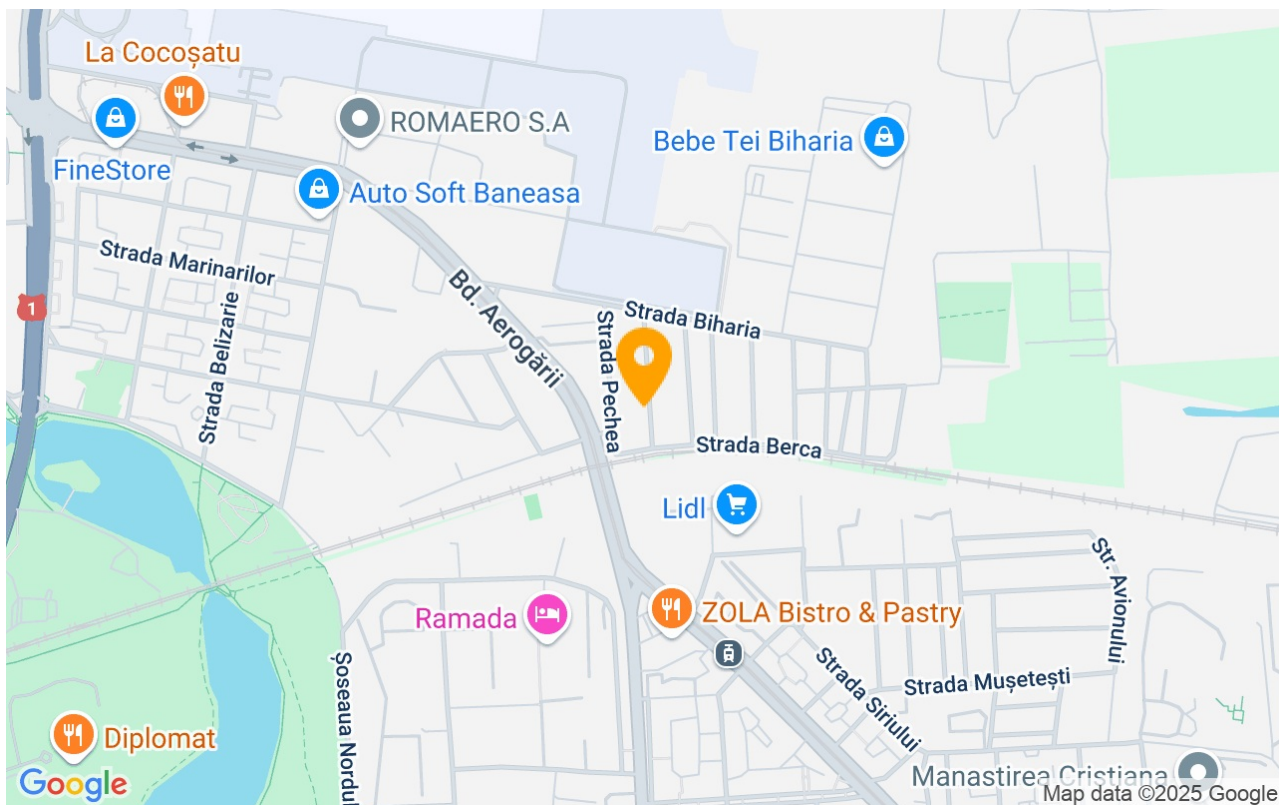 La Cocoșatu
ROMAERO S.A
Bebe Tei Biharia
FineStore
Auto Soft Baneasa
Strada Marinarilor
Bd. Aerogării
Strada Biharia
1
Strada Belizarie
Strada Pechea
Strada Berca
Lidl
Str. Avionului
Ramada
ZOLA Bistro & Pastry
Strada Siriului
Strada Mușetești
Șoseaua Nordul
Diplomat
Google
Manastirea Cristiana
Map data ©2025 Google